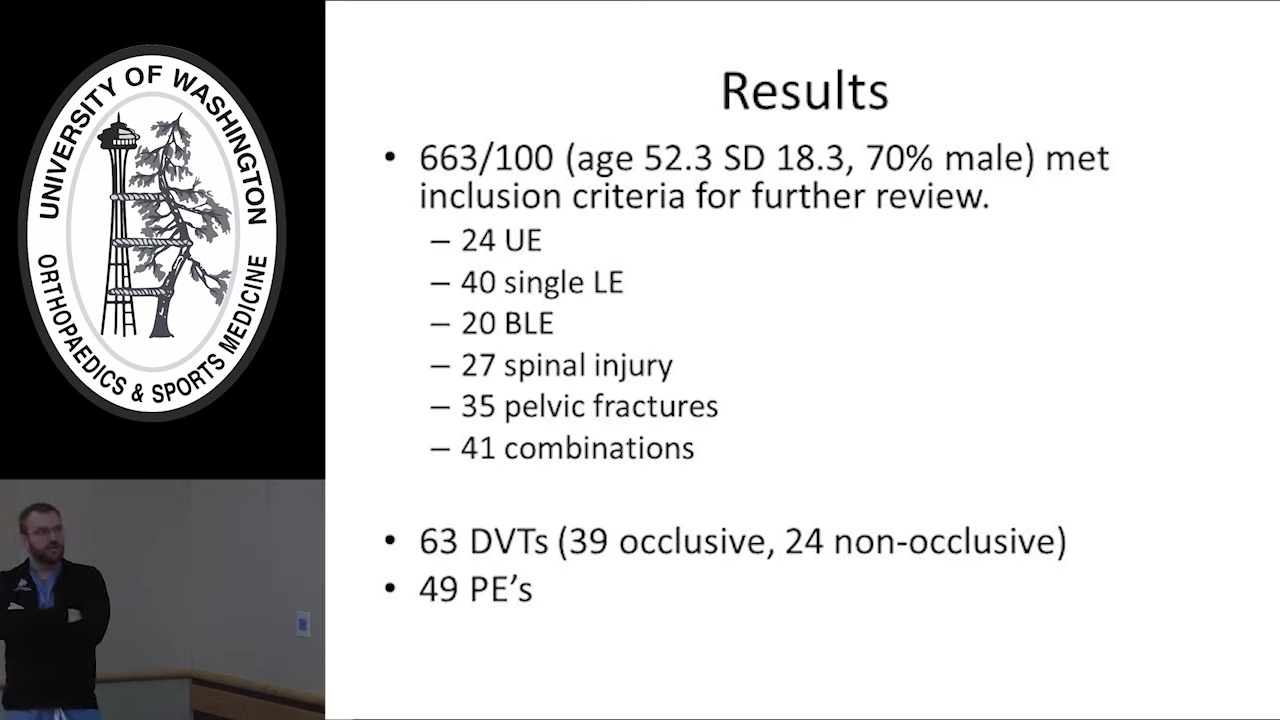 UNIVERSITY OF WASHINGTON
ORTHOPAEDICS & SPORTS MEDICINE
Results
• 663/100 (age 52.3 SD 18.3, 70% male) met
inclusion criteria for further review.
– 24 UE
– 40 single LE
– 20 BLE
– 27 spinal injury
– 35 pelvic fractures
– 41 combinations
• 63 DVTs (39 occlusive, 24 non-occlusive)
• 49 PE’s